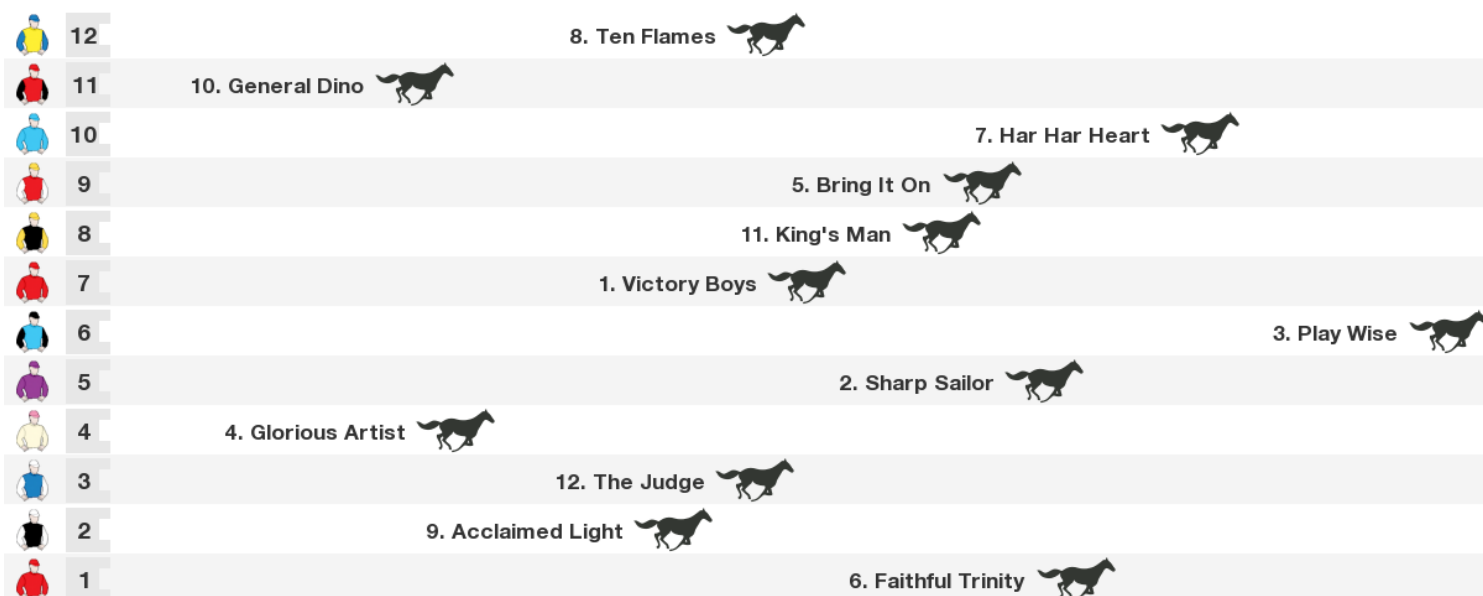 12 8. Ten Flames
11 10. General Dino
10 7. Har Har Heart
9 5. Bring It On
8 11. King's Man
7 1. Victory Boys
6 3. Play Wise
5 2. Sharp Sailor
4 4. Glorious Artist
3 12. The Judge
2 9. Acclaimed Light
1 6. Faithful Trinity